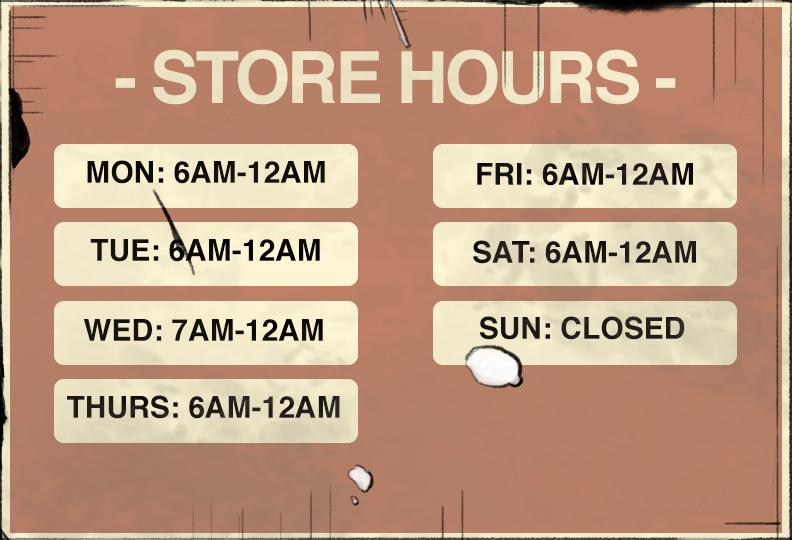 - STORE HOURS -
MON: 6AM-12AM
TUE: 6AM-12AM
WED: 7AM-12AM
THURS: 6AM-12AM
FRI: 6AM-12AM
SAT: 6AM-12AM
SUN: CLOSED